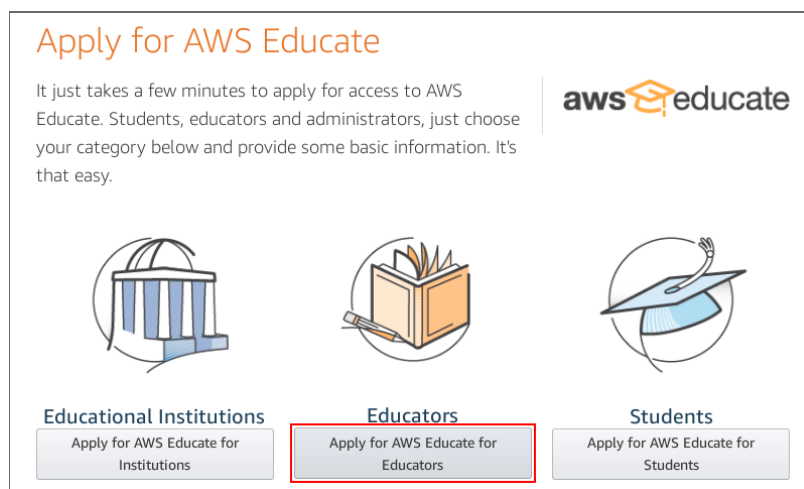 Apply for AWS Educate
It just takes a few minutes to apply for access to AWS
Educate. Students, educators and administrators, just choose
your category below and provide some basic information. It's
that easy.
aws educate
Educational Institutions
Apply for AWS Educate for
Institutions
Educators
Apply for AWS Educate for
Educators
Students
Apply for AWS Educate for
Students